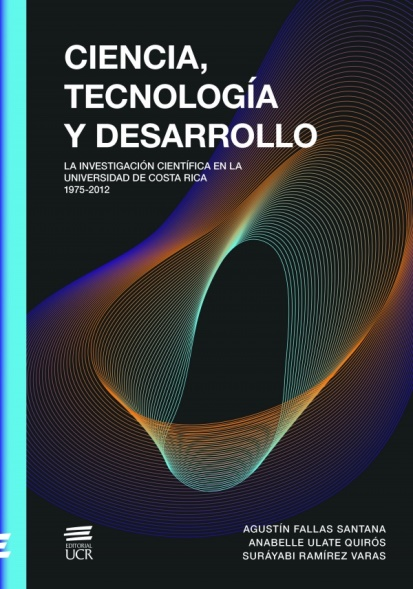 CIENCIA,
TECNOLOGÍA
Y DESARROLLO
LA INVESTIGACIÓN CIENTÍFICA EN LA
UNIVERSIDAD DE COSTA RICA
1975-2012
AGUSTÍN FALLAS SANTANA
ANABELLE ULATE QUIRÓS
SURÁYABI RAMÍREZ VARAS
EDITORIAL
UCR